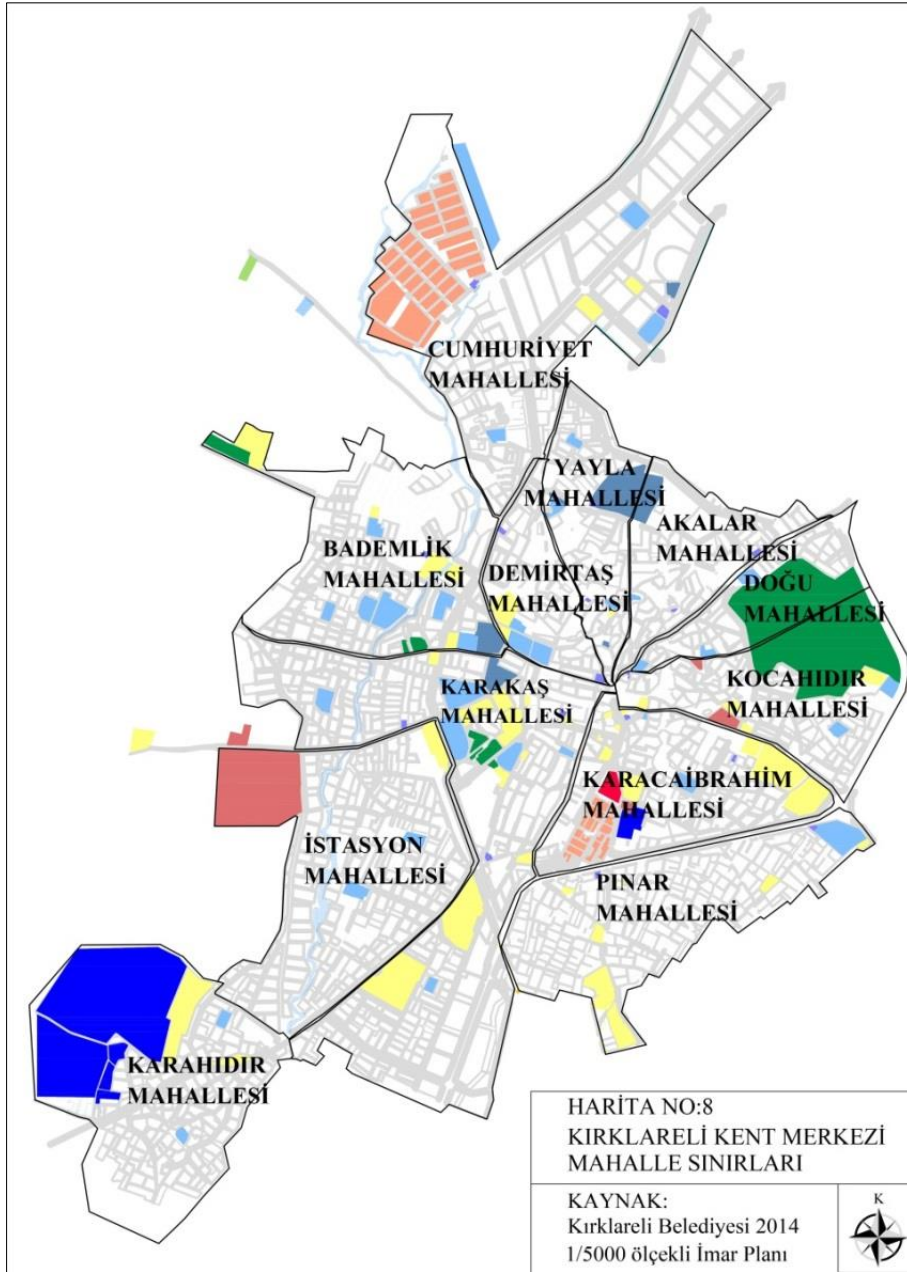 CUMHURİYET
MAHALLESİ
YAYLA
MAHALLESİ
AKALAR
MAHALLESİ
BADEMLİK
MAHALLESİ
DEMİRTAŞ
MAHALLESİ
DOĞU
MAHALLESİ
KARAKAŞ
MAHALLESİ
KOCAHIDIR
MAHALLESİ
KARACAİBRAHİM
MAHALLESİ
İSTASYON
MAHALLESİ
PINAR
MAHALLESİ
KARAHIDIR
MAHALLESİ
HARİTA NO:8
KIRKLARELİ KENT MERKEZİ
MAHALLE SINIRLARI
KAYNAK:
Kırklareli Belediyesi 2014
1/5000 ölçekli İmar Planı
K